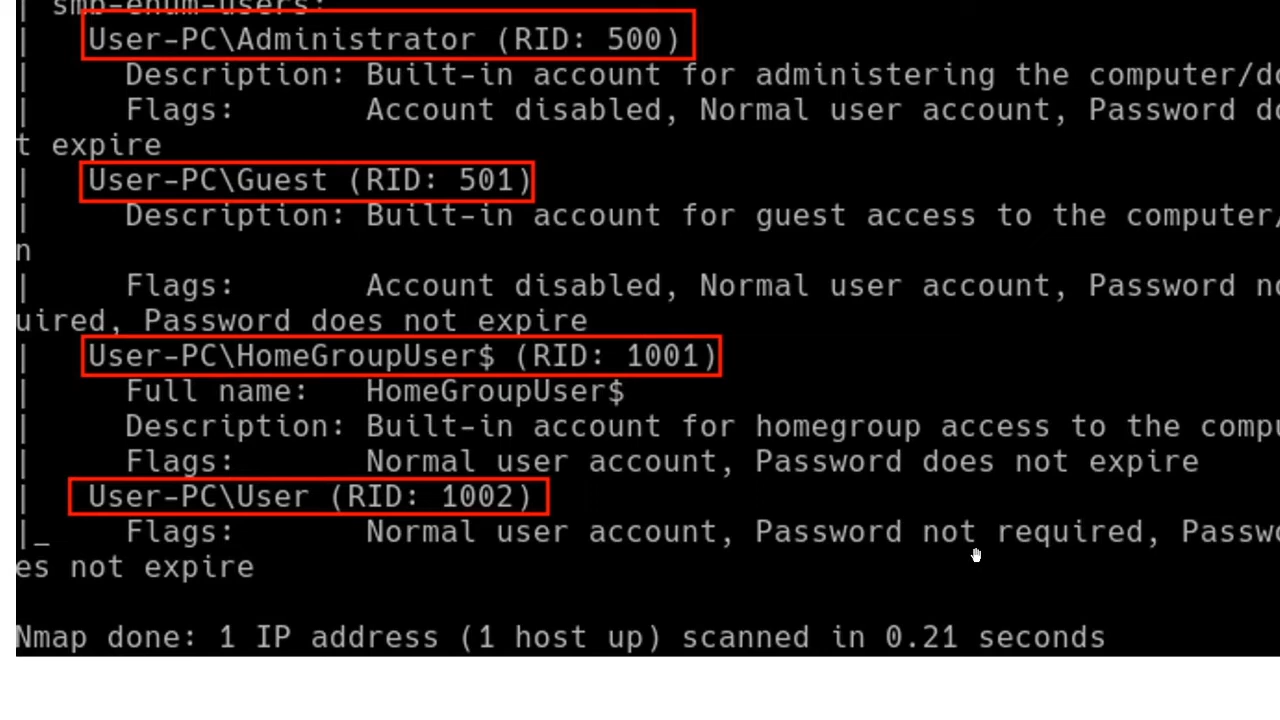 | smb-enum-users:
| User-PC\Administrator (RID: 500)
| Description: Built-in account for administering the computer/do
| Flags: Account disabled, Normal user account, Password do
t expire
| User-PC\Guest (RID: 501)
| Description: Built-in account for guest access to the computer/
n
| Flags: Account disabled, Normal user account, Password no
uired, Password does not expire
| User-PC\HomeGroupUser$ (RID: 1001)
| Full name: HomeGroupUser$
| Description: Built-in account for homegroup access to the compu
| Flags: Normal user account, Password does not expire
| User-PC\User (RID: 1002)
|_ Flags: Normal user account, Password not required, Passwo
es not expire
Nmap done: 1 IP address (1 host up) scanned in 0.21 seconds